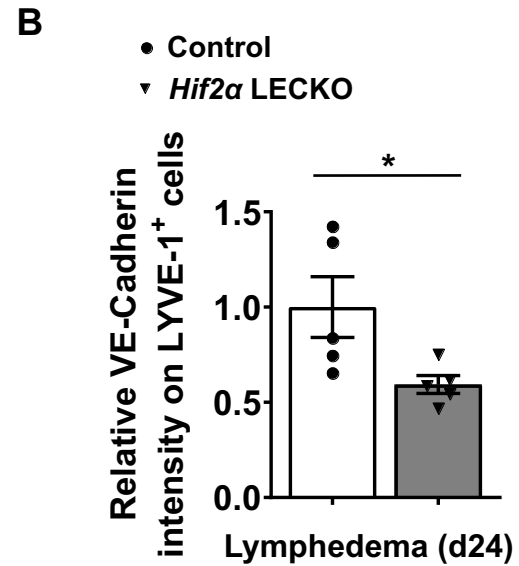 B
Control
Hif2α LECKO
Relative VE-Cadherin
intensity on LYVE-1⁺ cells
*
1.5
1.0
0.5
0.0
Lymphedema (d24)